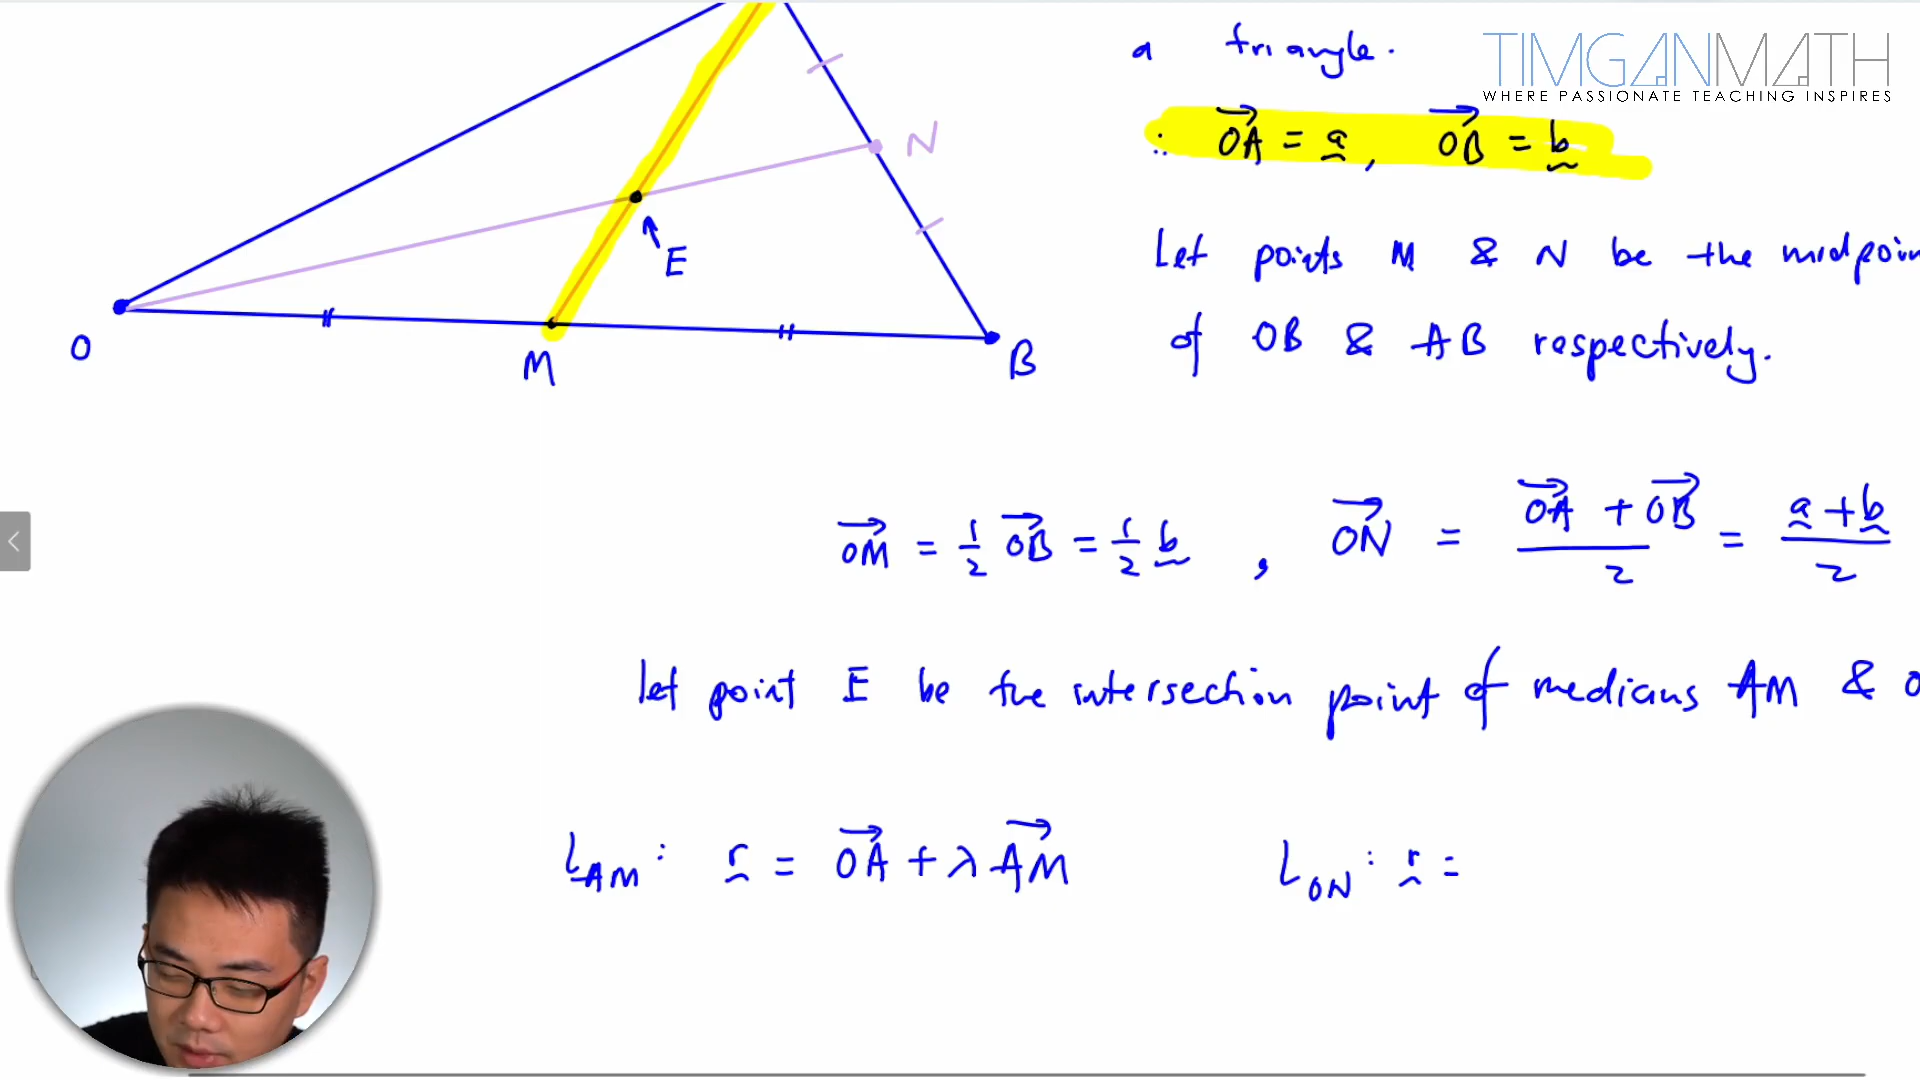 a triangle.
TIMGANMATH
WHERE PASSIONATE TEACHING INSPIRES
∴ OA⃗ = a̰ , OB⃗ = b̰
N
E
Let points M & N be the midpoin
of OB & AB respectively.
O
M
B
OM⃗ = 1/2 OB⃗ = 1/2 b̰ , ON⃗ = (OA⃗ + OB⃗)/2 = (a̰ + b̰)/2
let point E be the intersection point of medians AM & O
L_AM : r̰ = OA⃗ + λ AM⃗ L_ON : r̰ =